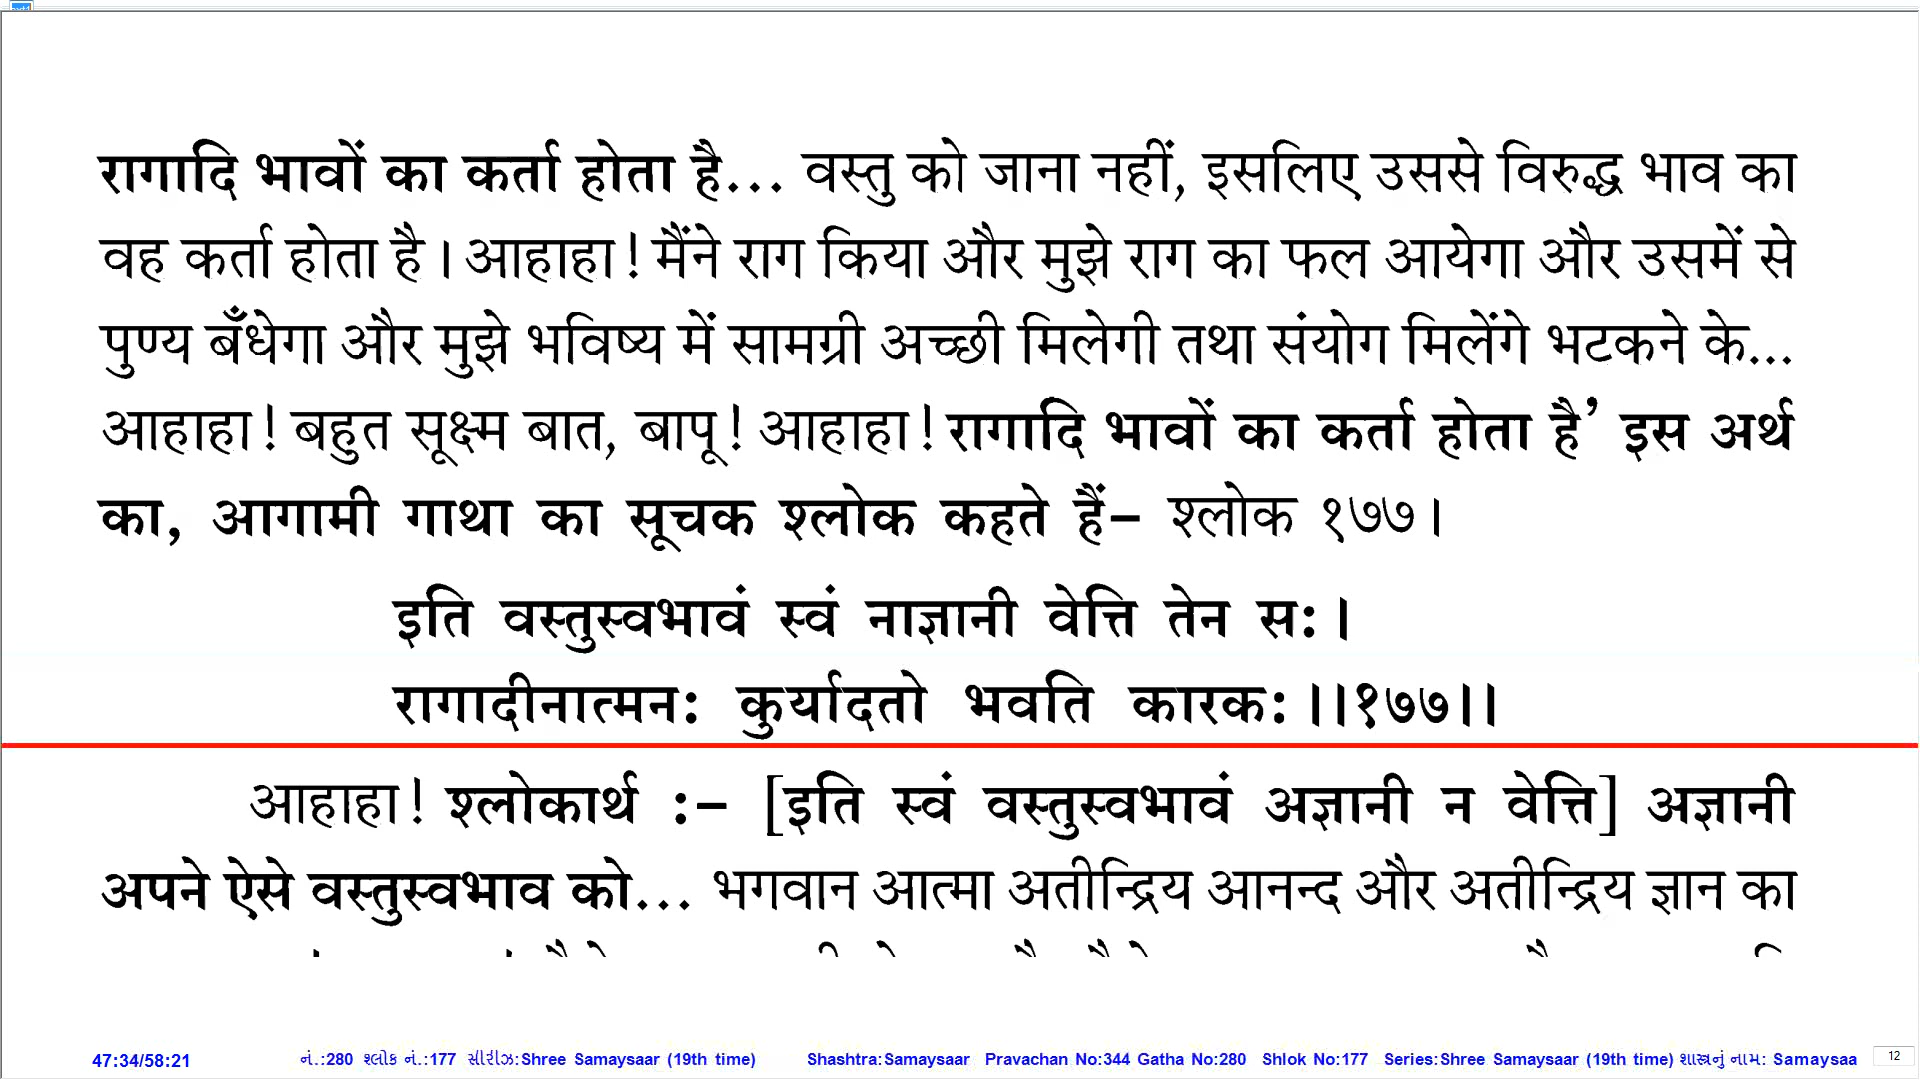 रागादि भावों का कर्ता होता है... वस्तु को जाना नहीं, इसलिए उससे विरुद्ध भाव का
वह कर्ता होता है। आहाहा! मैंने राग किया और मुझे राग का फल आयेगा और उसमें से
पुण्य बँधेगा और मुझे भविष्य में सामग्री अच्छी मिलेगी तथा संयोग मिलेंगे भटकने के...
आहाहा! बहुत सूक्ष्म बात, बापू! आहाहा! रागादि भावों का कर्ता होता है’ इस अर्थ
का, आगामी गाथा का सूचक श्लोक कहते हैं– श्लोक १७७।
इति वस्तुस्वभावं स्वं नाज्ञानी वेत्ति तेन सः।
रागादीनात्मनः कुर्यादतो भवति कारकः।।१७७।।
आहाहा! श्लोकार्थ :– [इति स्वं वस्तुस्वभावं अज्ञानी न वेत्ति] अज्ञानी
अपने ऐसे वस्तुस्वभाव को... भगवान आत्मा अतीन्द्रिय आनन्द और अतीन्द्रिय ज्ञान का
47:34/58:21 નં.:280 શ્લોક નં.:177 સીરીઝ:Shree Samaysaar (19th time) Shashtra:Samaysaar Pravachan No:344 Gatha No:280 Shlok No:177 Series:Shree Samaysaar (19th time) શાસ્ત્રનું નામ: Samaysaa 12